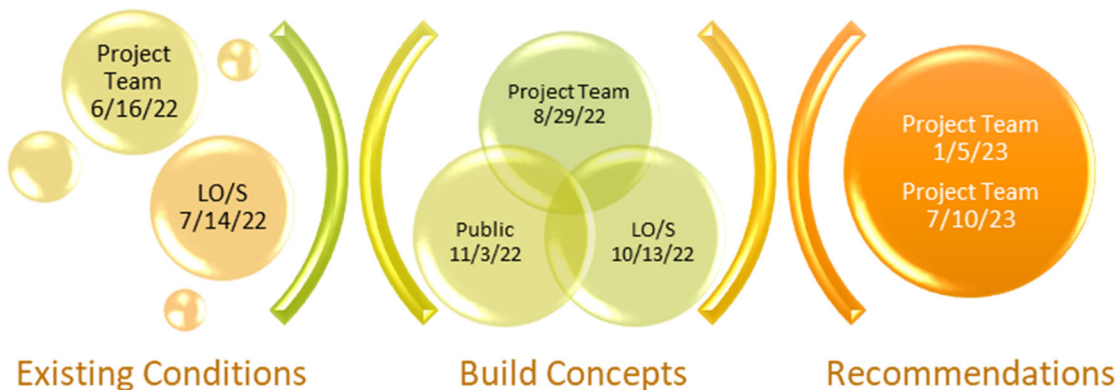 Project
Team
6/16/22
LO/S
7/14/22
Existing Conditions
Project Team
8/29/22
Public
11/3/22
LO/S
10/13/22
Build Concepts
Project Team
1/5/23
Project Team
7/10/23
Recommendations